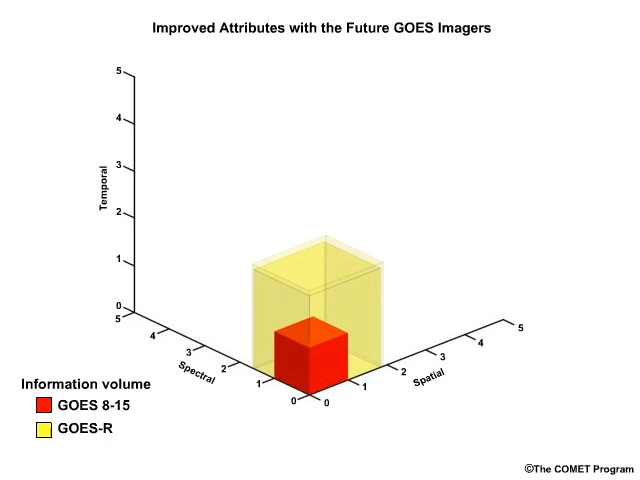 Improved Attributes with the Future GOES Imagers
5
4
3
2
1
0
Temporal
5
4
3
2
1
0
Spectral
0
1
2
3
4
5
Spatial
Information volume
GOES 8-15
GOES-R
©The COMET Program